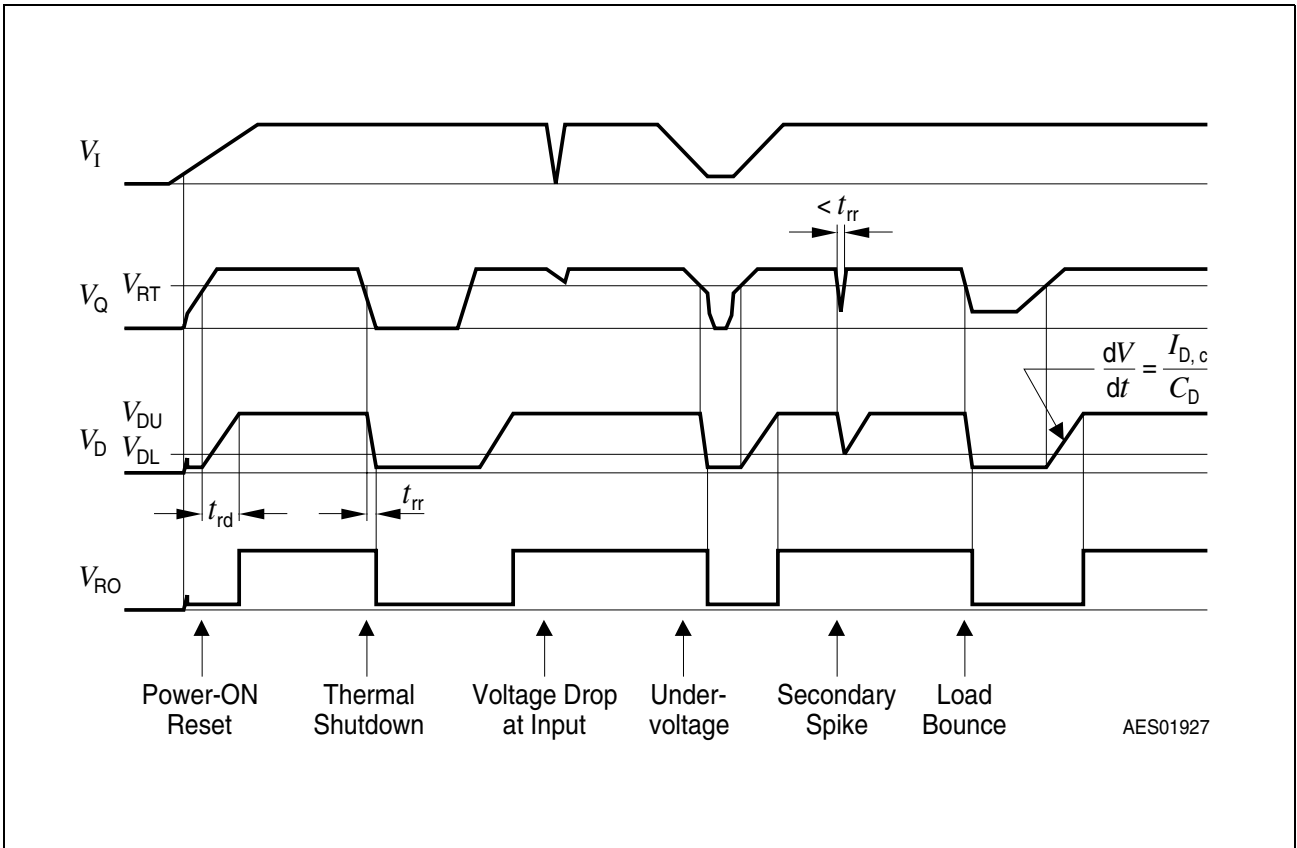 V_I
< t_rr
V_Q V_RT
dV/dt = I_D, c/C_D
V_DU
V_D V_DL
t_rd t_rr
V_RO
Power-ON Reset
Thermal Shutdown
Voltage Drop at Input
Under-voltage
Secondary Spike
Load Bounce
AES01927